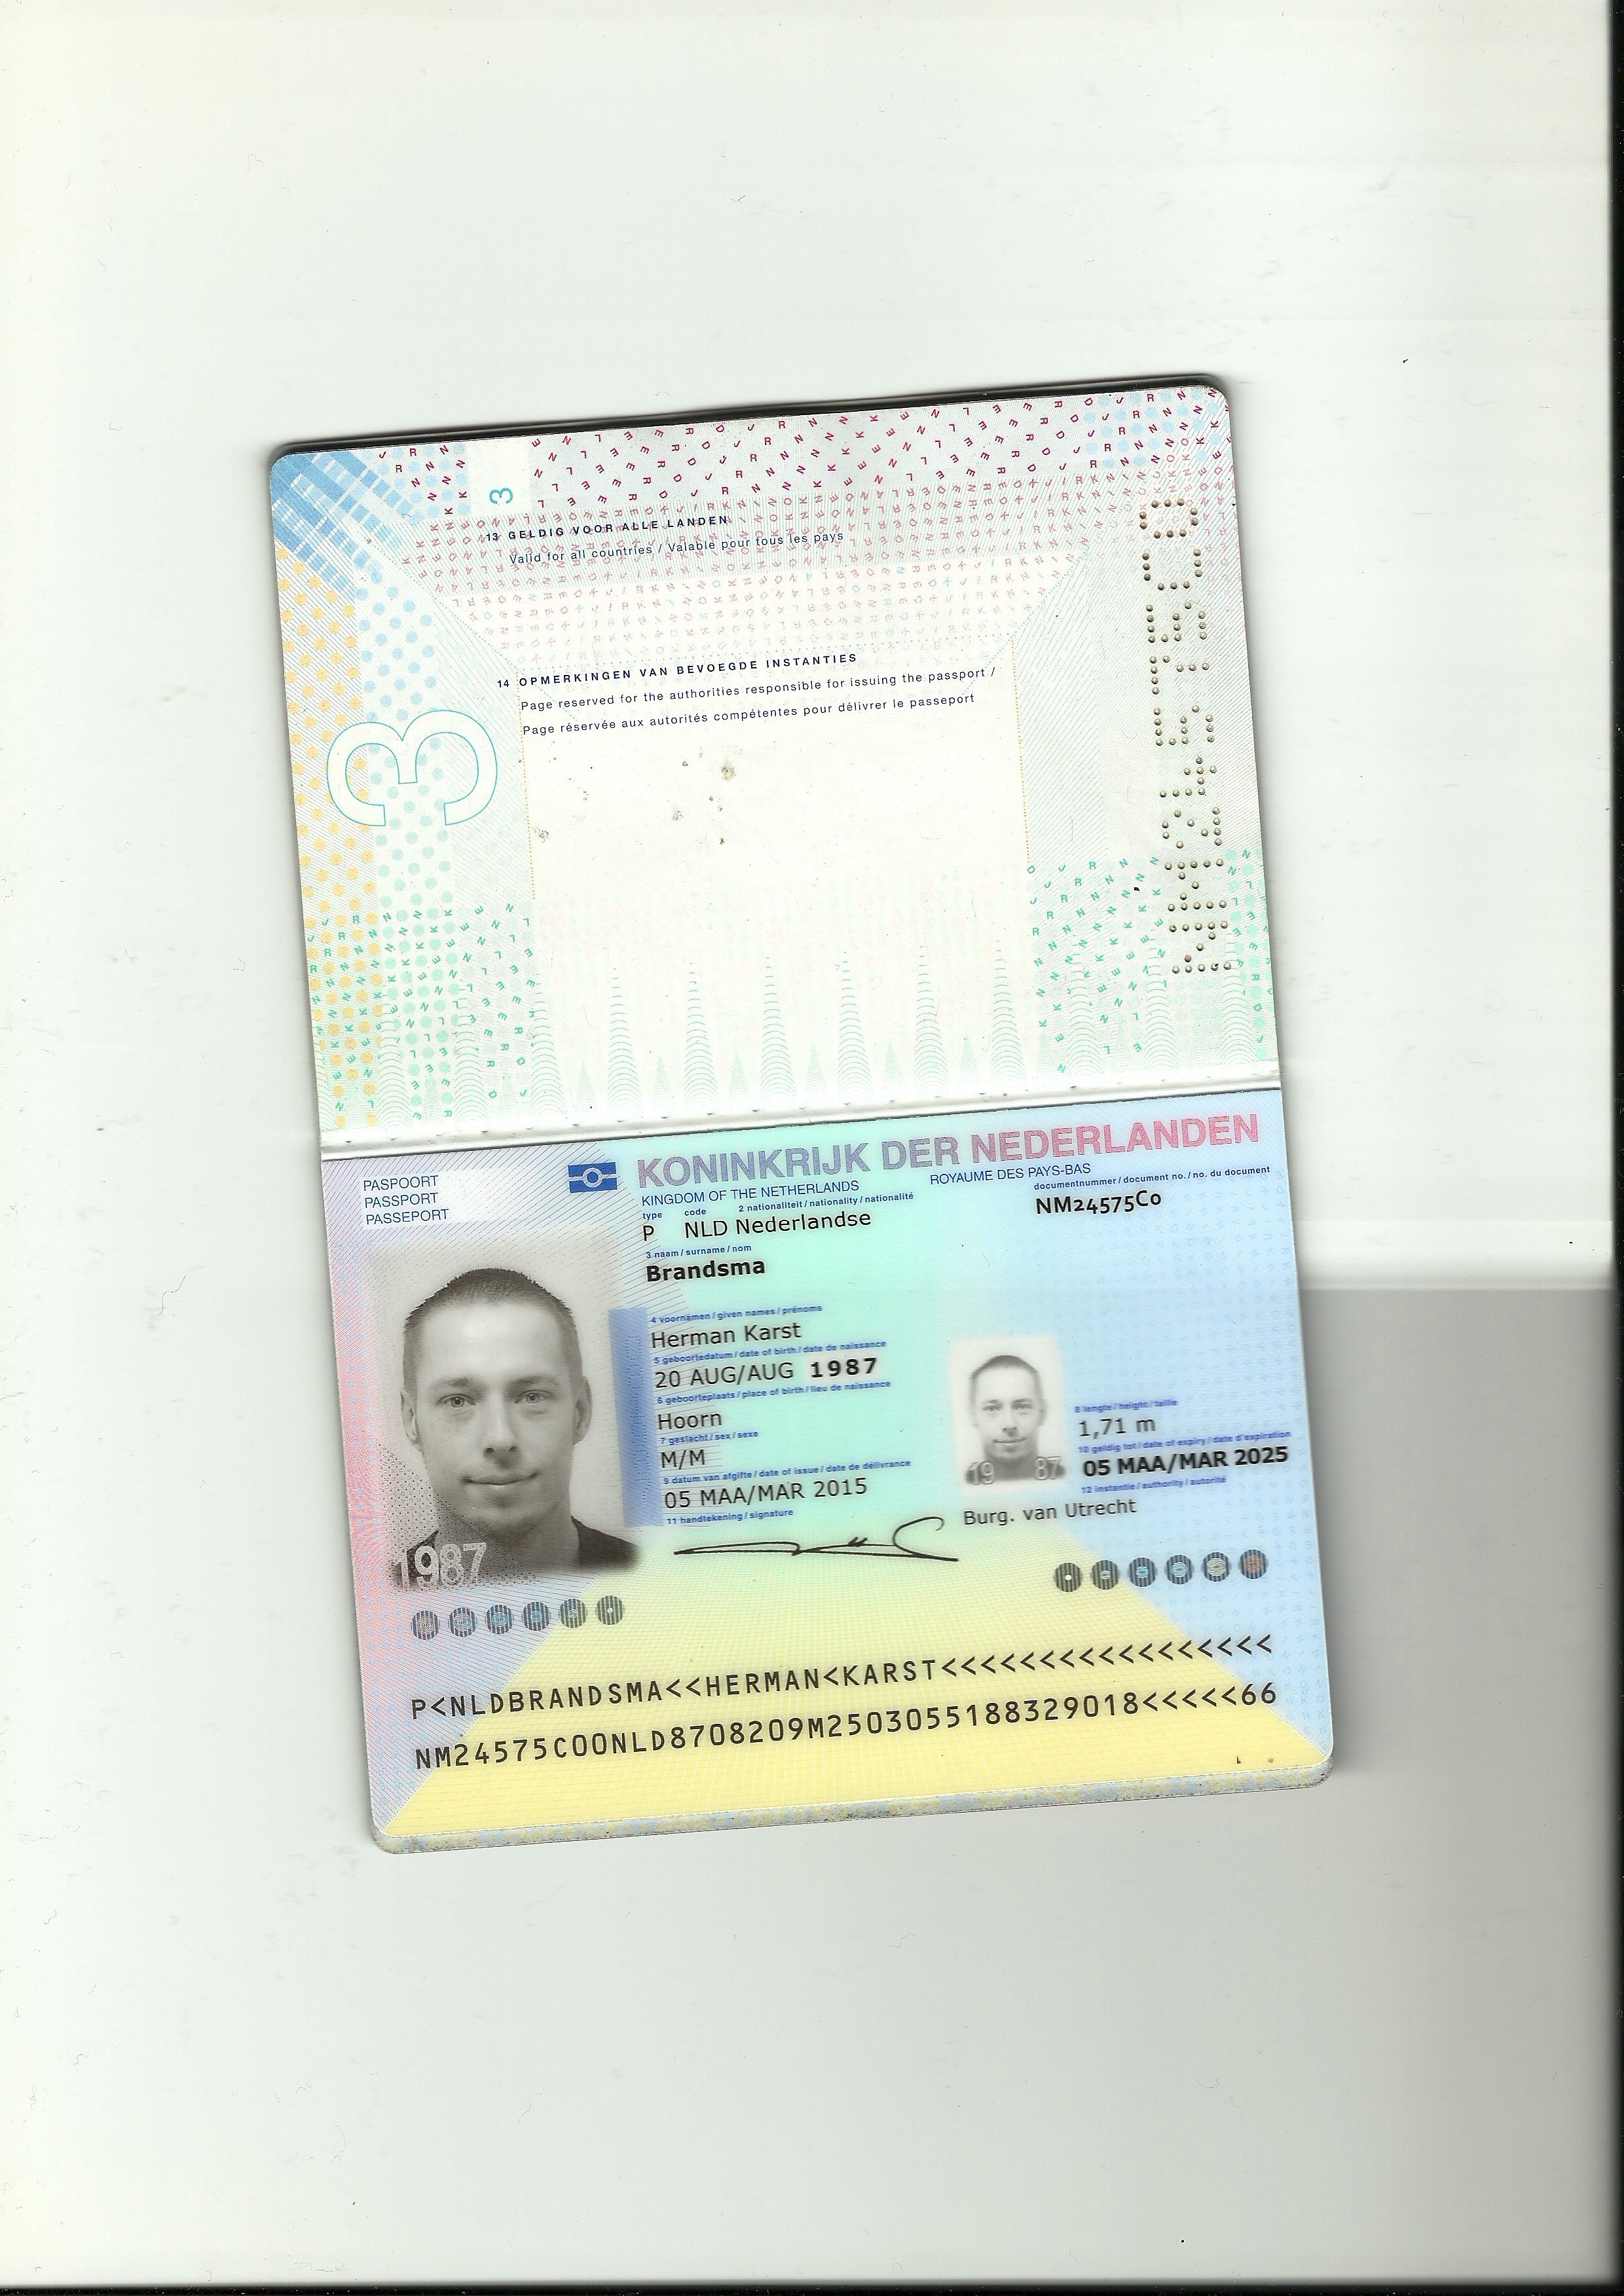 3
13 GELDIG VOOR ALLE LANDEN
Valid for all countries / Valable pour tous les pays
14 OPMERKINGEN VAN BEVOEGDE INSTANTIES
Page reserved for the authorities responsible for issuing the passport /
Page réservée aux autorités compétentes pour délivrer le passeport
3
NM24575C0
PASPOORT
PASSPORT
PASSEPORT
KONINKRIJK DER NEDERLANDEN
KINGDOM OF THE NETHERLANDS
ROYAUME DES PAYS-BAS
type code 2 nationaliteit / nationality / nationalité
documentnummer / document no. / no. du document
P NLD Nederlandse
NM24575C0
3 naam / surname / nom
Brandsma
4 voornamen / given names / prénoms
Herman Karst
5 geboortedatum / date of birth / date de naissance
20 AUG/AUG 1987
6 geboorteplaats / place of birth / lieu de naissance
Hoorn
7 geslacht / sex / sexe
M/M
8 lengte / height / taille
1,71 m
9 datum van afgifte / date of issue / date de délivrance
05 MAA/MAR 2015
10 geldig tot / date of expiry / date d'expiration
05 MAA/MAR 2025
11 handtekening / signature
12 instantie / authority / autorité
Burg. van Utrecht
1987
19 87
P<NLDBRANDSMA<<HERMAN<KARST<<<<<<<<<<<<<<<<<
NM24575C00NLD8708209M2503055188329018<<<<<66